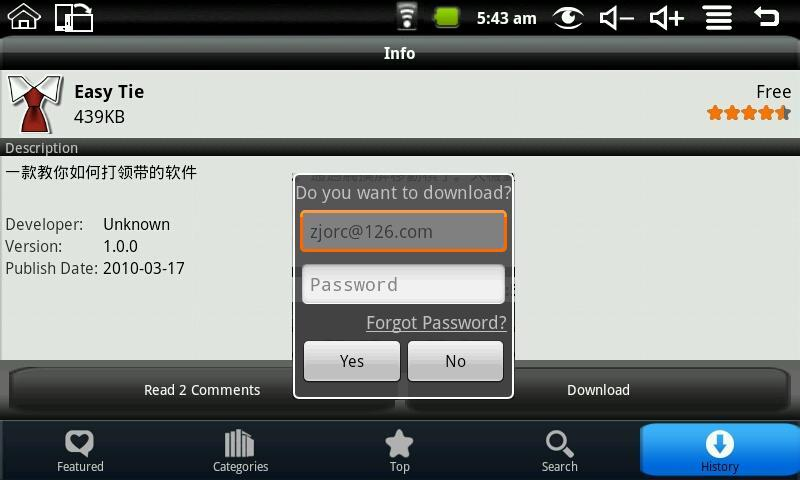 5:43 am
Info
Easy Tie
Free
439KB
Description
一款教你如何打领带的软件
Do you want to download?
zjorc@126.com
Developer: Unknown
Version: 1.0.0
Publish Date: 2010-03-17
Password
Forgot Password?
Yes
No
Read 2 Comments
Download
Featured
Categories
Top
Search
History